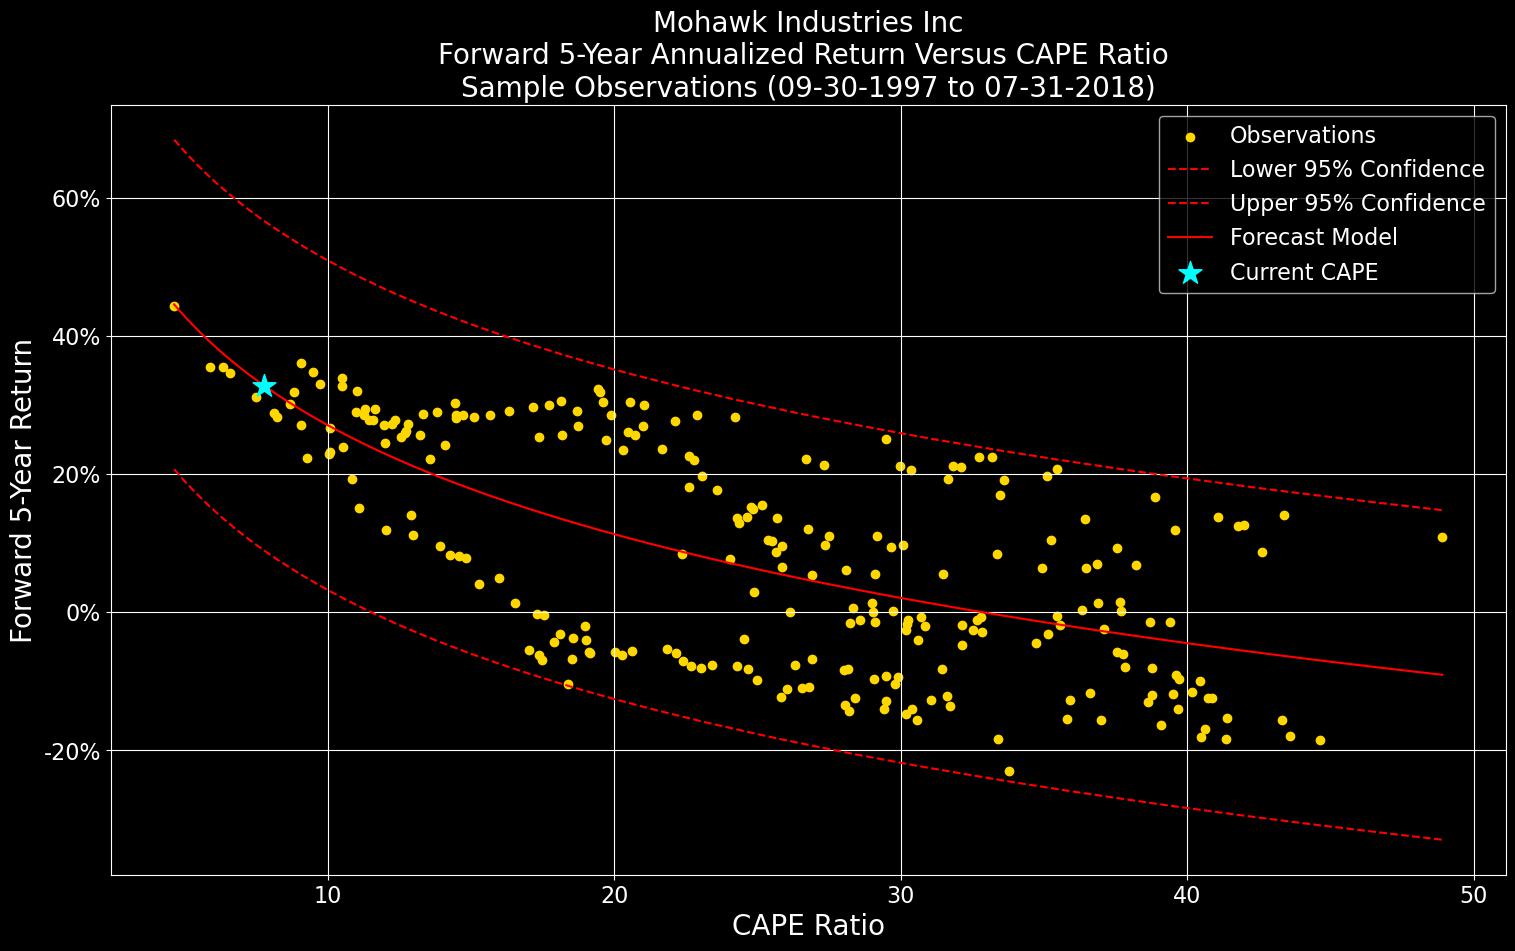 Mohawk Industries Inc
Forward 5-Year Annualized Return Versus CAPE Ratio
Sample Observations (09-30-1997 to 07-31-2018)
Observations
Lower 95% Confidence
Upper 95% Confidence
Forecast Model
Current CAPE
Forward 5-Year Return
60%
40%
20%
0%
-20%
10 20 30 40 50
CAPE Ratio